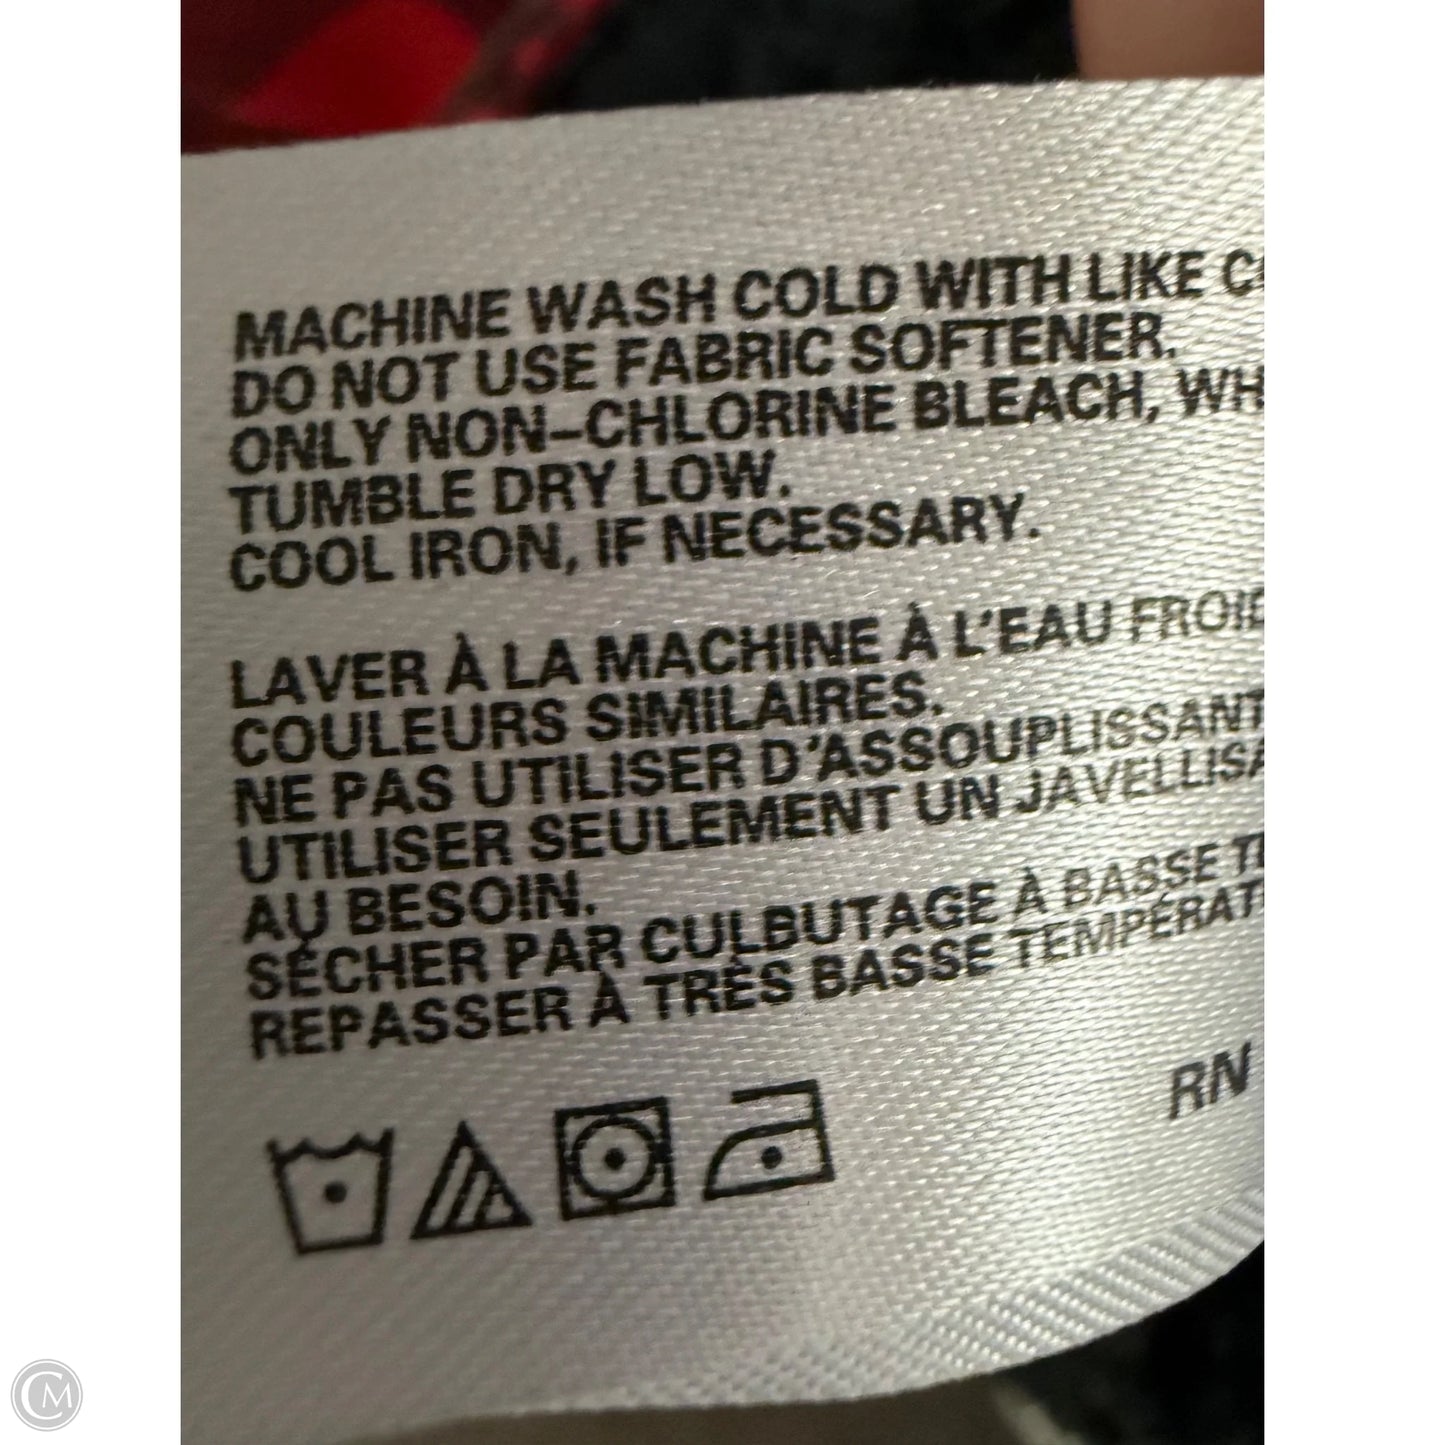 MACHINE WASH COLD WITH LIKE
DO NOT USE FABRIC SOFTENER.
ONLY NON-CHLORINE BLEACH,
TUMBLE DRY LOW.
COOL IRON, IF NECESSARY.
LAVER À LA MACHINE À L'EAU
COULEURS SIMILAIRES.
NE PAS UTILISER D'ASSOUPLISSANT
UTILISER SEULEMENT UN
AU BESOIN.
SÉCHER PAR CULBUTAGE À BASSE
REPASSER À TRÈS BASSE
RN
CM